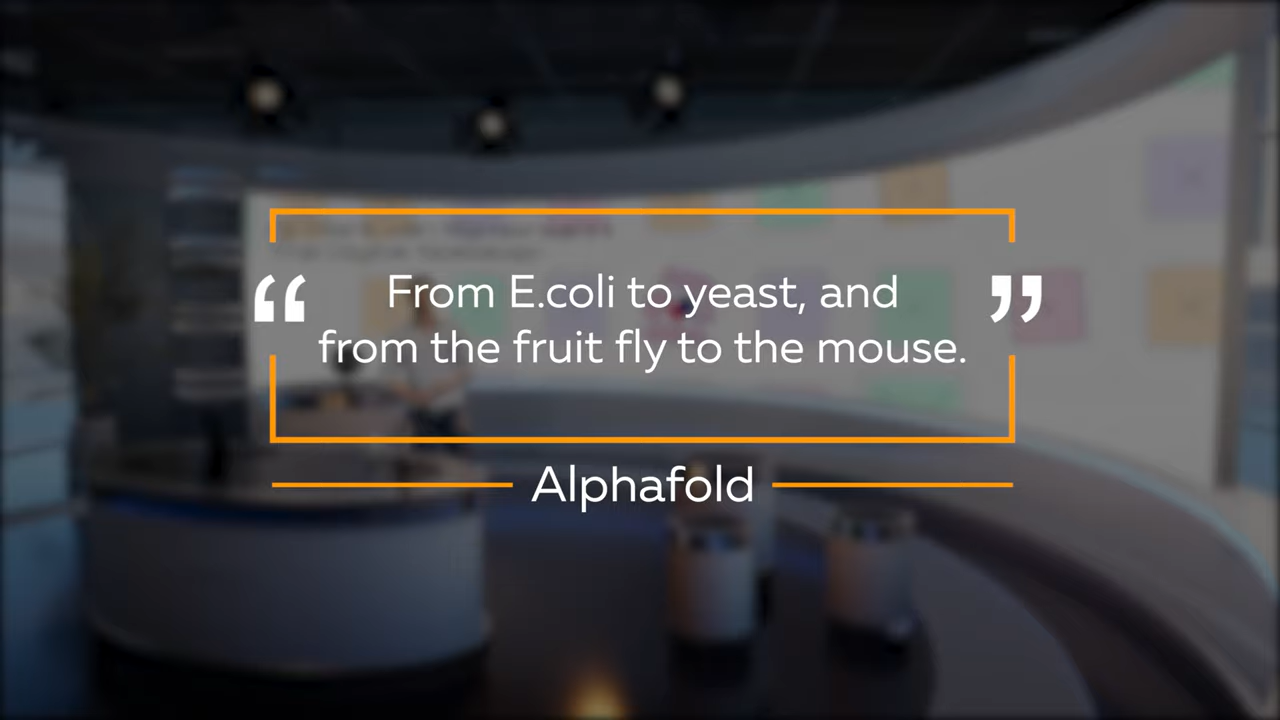 “ From E.coli to yeast, and ”
from the fruit fly to the mouse.
Alphafold